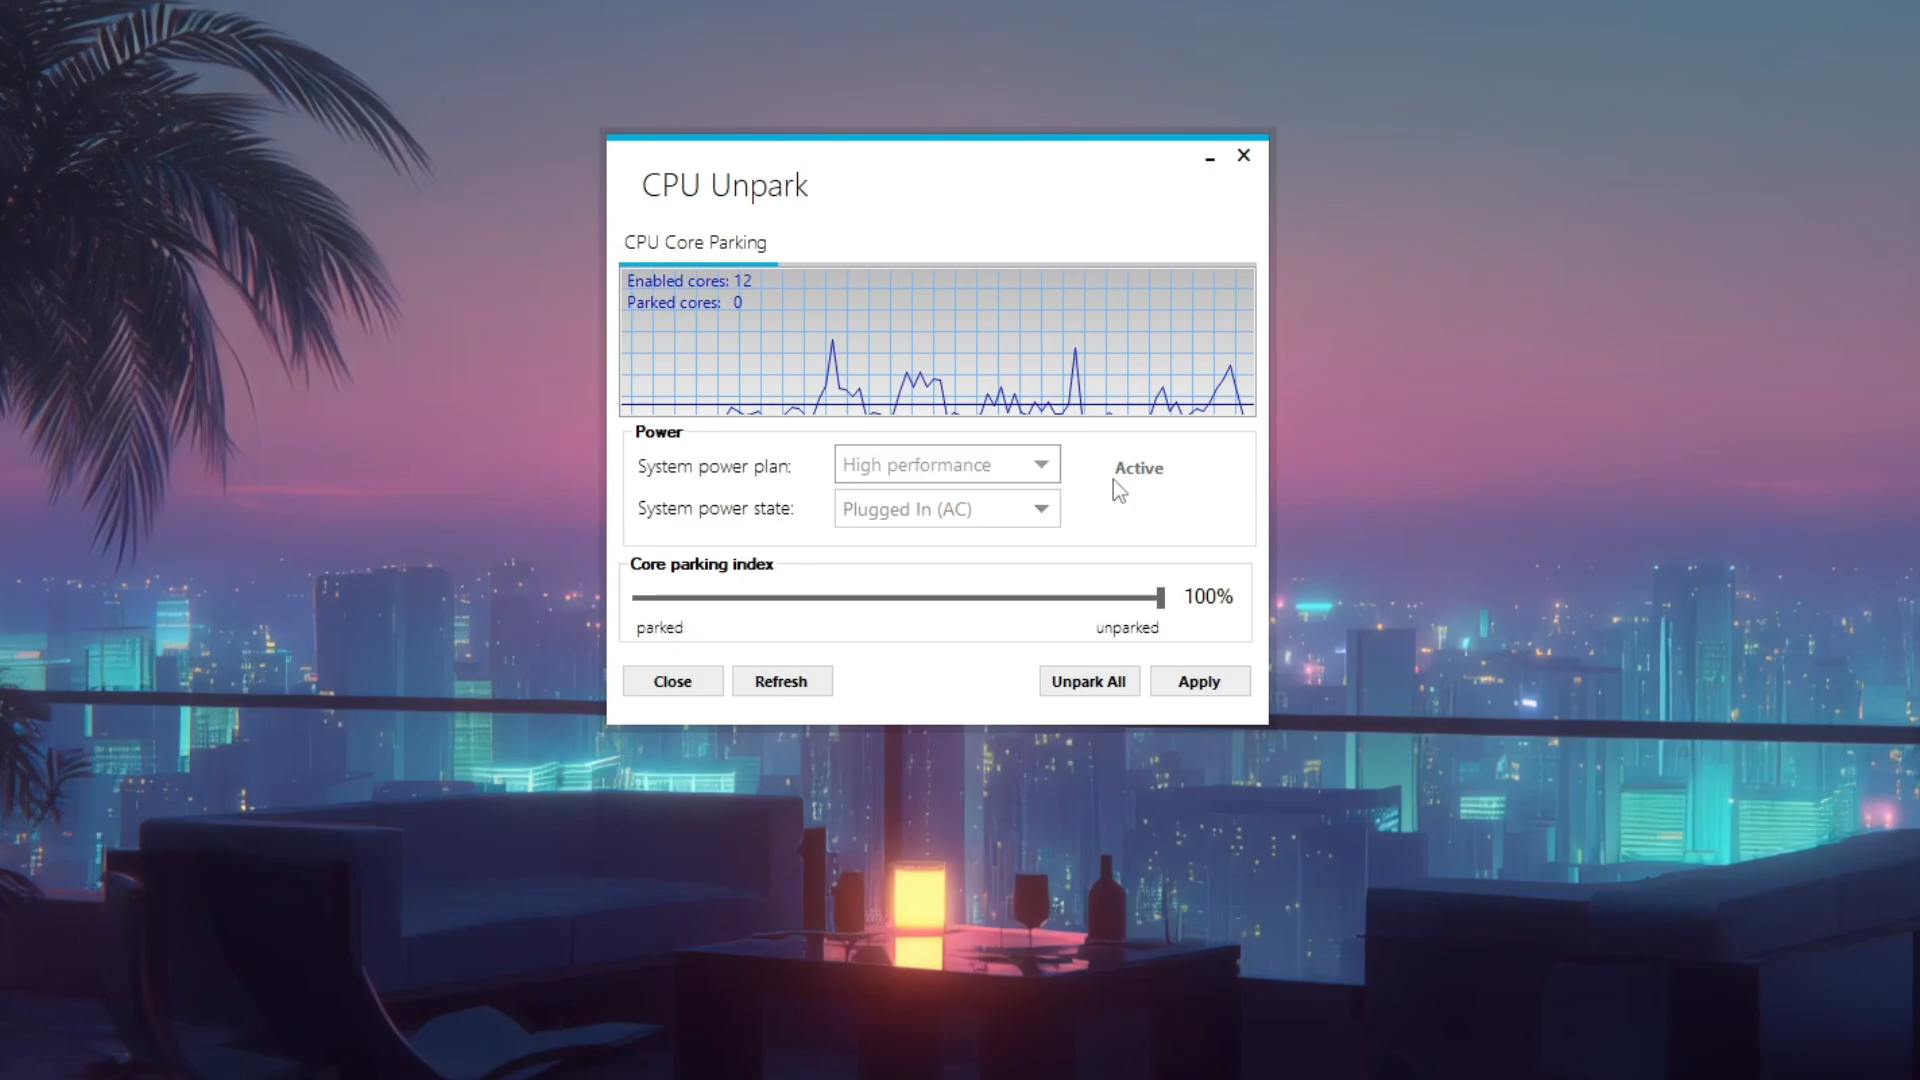 CPU Unpark
CPU Core Parking
Enabled cores: 12
Parked cores: 0
Power
System power plan: High performance Active
System power state: Plugged In (AC)
Core parking index
100%
parked unparked
Close Refresh Unpark All Apply